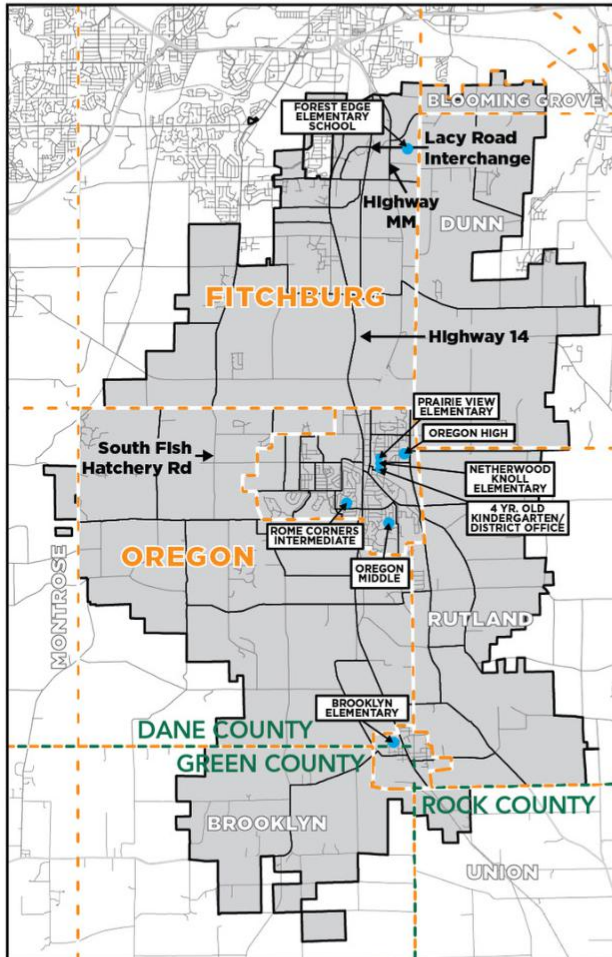 BLOOMING GROVE
FOREST EDGE
ELEMENTARY
SCHOOL
Lacy Road
Interchange
HIghway
MM
DUNN
FITCHBURG
HIghway 14
PRAIRIE VIEW
ELEMENTARY
OREGON HIGH
South FIsh
Hatchery Rd
NETHERWOOD
KNOLL
ELEMENTARY
4 YR. OLD
KINDERGARTEN/
DISTRICT OFFICE
ROME CORNERS
INTERMEDIATE
OREGON
OREGON
MIDDLE
MONTROSE
RUTLAND
BROOKLYN
ELEMENTARY
DANE COUNTY
GREEN COUNTY
ROCK COUNTY
BROOKLYN
UNION